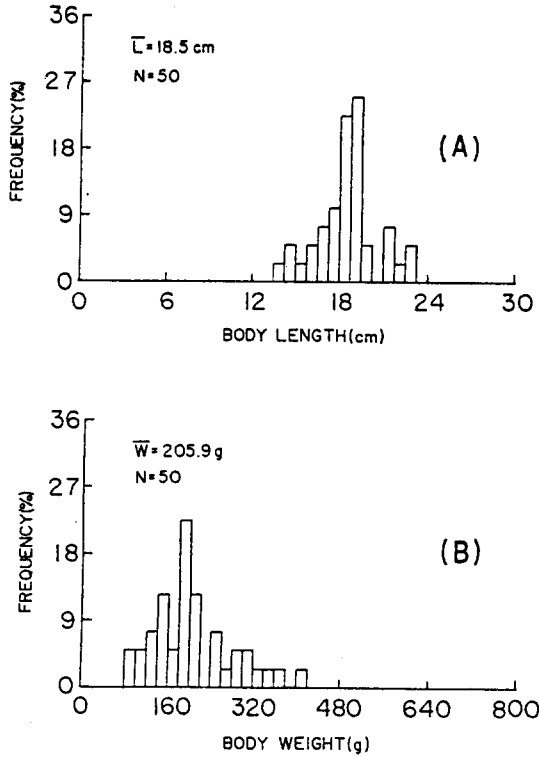 36
L̅=18.5 cm
N=50
27
(A)
18
9
0
FREQUENCY(%)
0 6 12 18 24 30
BODY LENGTH(cm)
36
W̅=205.9 g
N=50
27
(B)
18
9
0
FREQUENCY(%)
0 160 320 480 640 800
BODY WEIGHT(g)